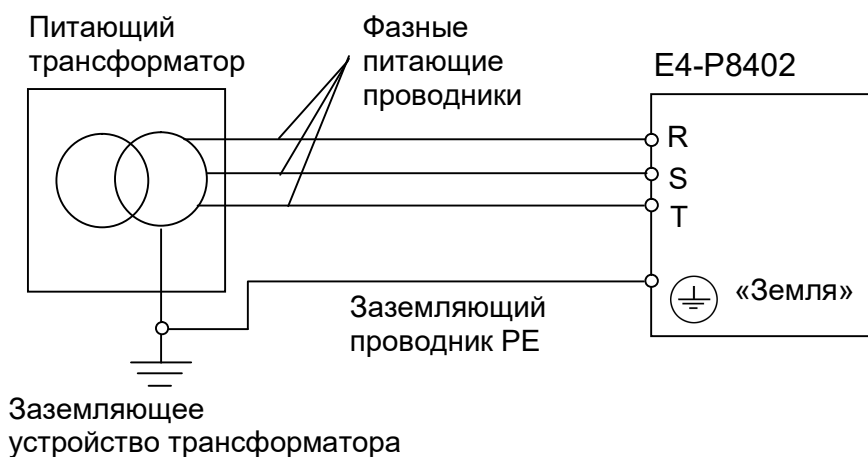 Питающий
трансформатор
Фазные
питающие
проводники
E4-P8402
R
S
T
«Земля»
Заземляющий
проводник PE
Заземляющее
устройство трансформатора